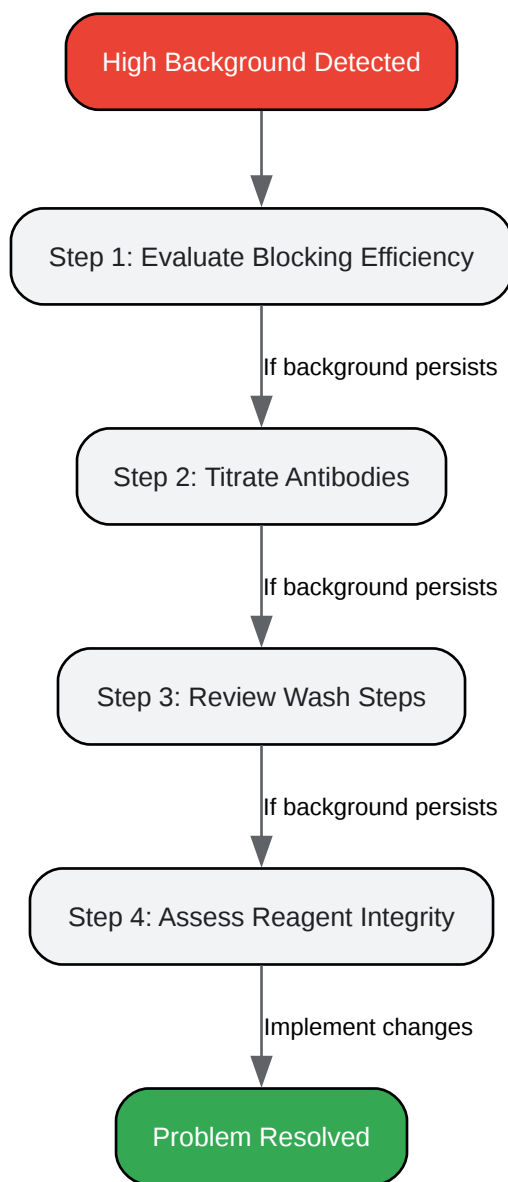 High Background Detected
Step 1: Evaluate Blocking Efficiency
If background persists
Step 2: Titrate Antibodies
If background persists
Step 3: Review Wash Steps
If background persists
Step 4: Assess Reagent Integrity
Implement changes
Problem Resolved